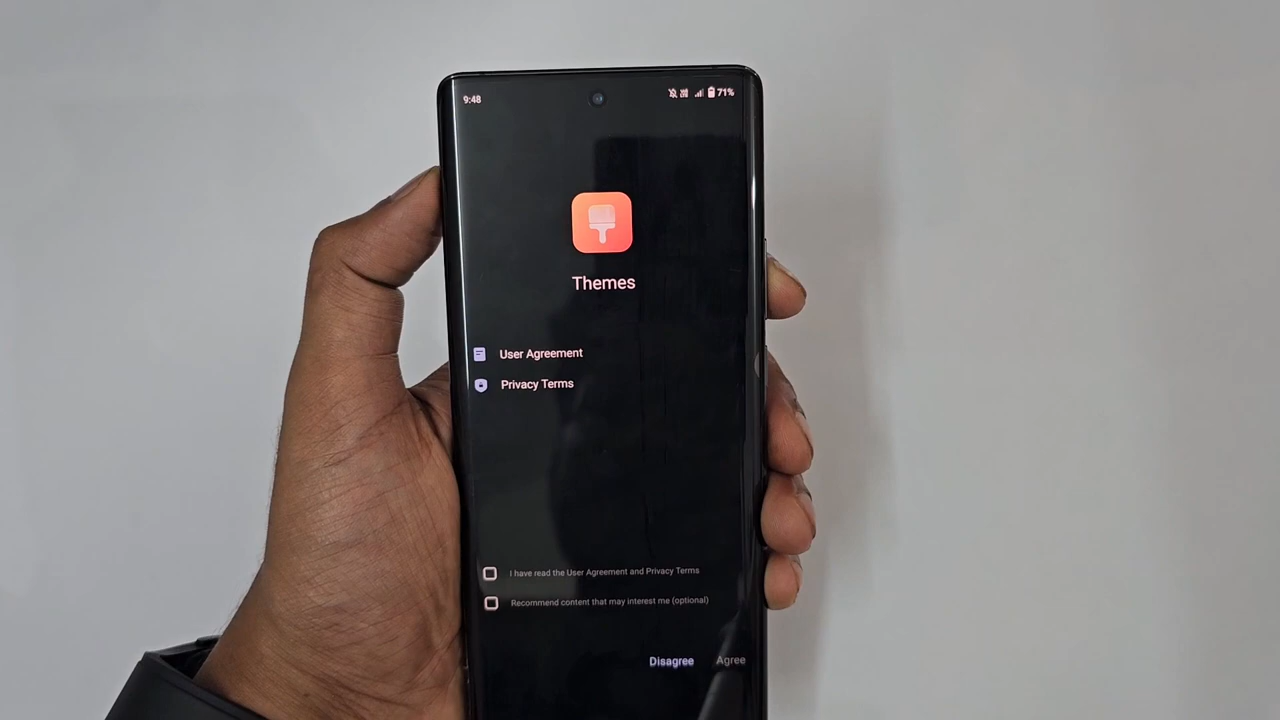 9:48
71%
Themes
User Agreement
Privacy Terms
I have read the User Agreement and Privacy Terms
Recommend content that may interest me (optional)
Disagree
Agree